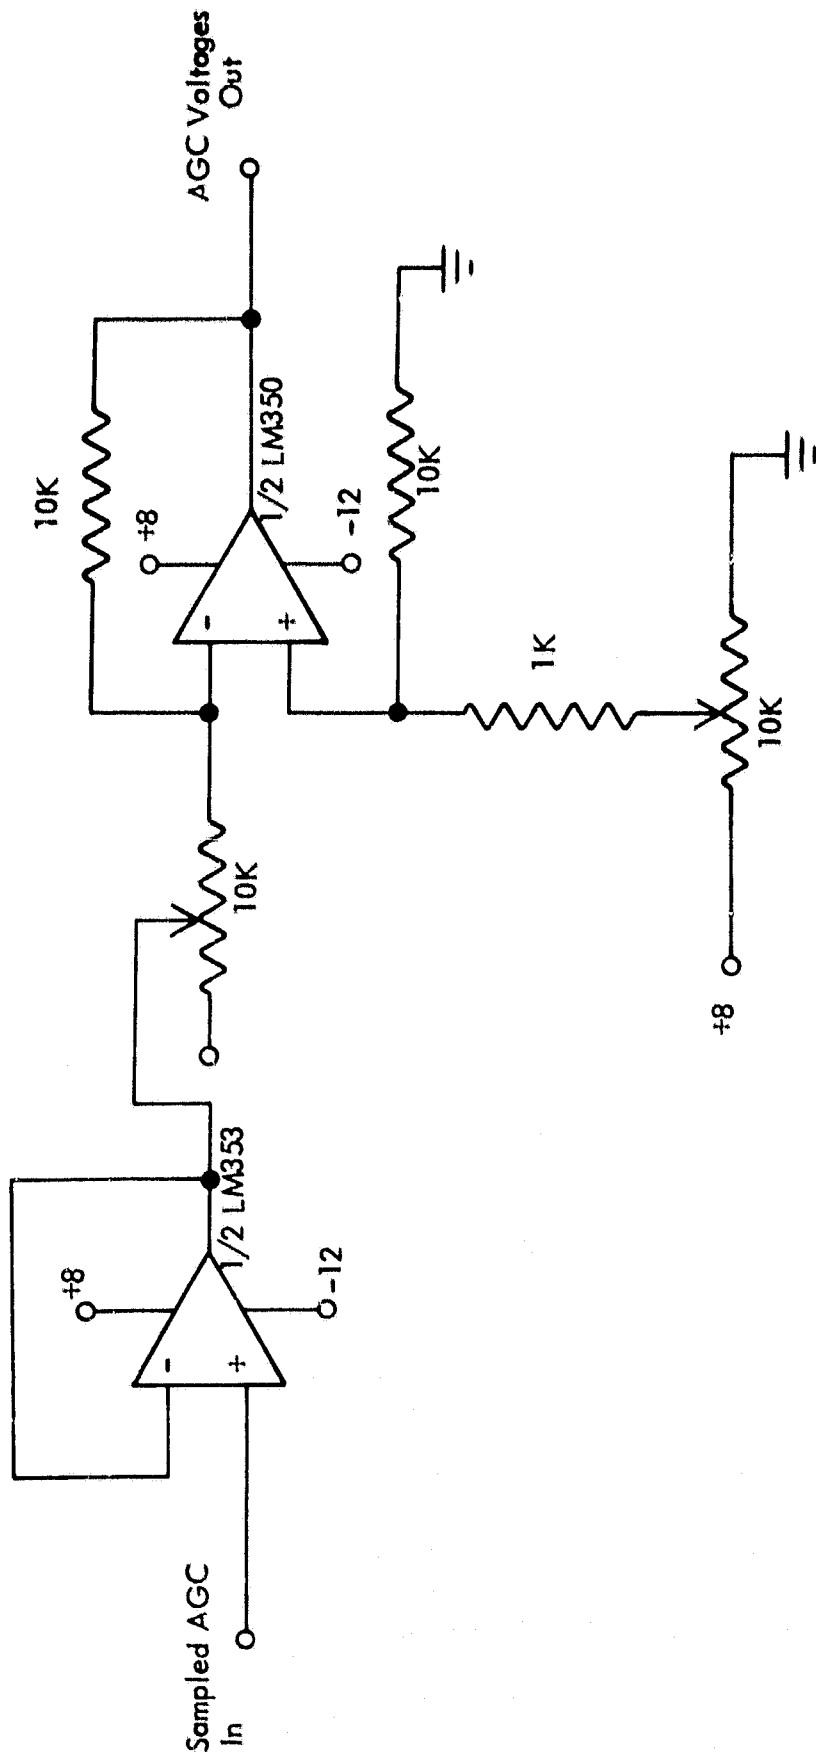 Sampled AGC
In
+8
-
+
-12
1/2 LM353
10K
10K
+8
-
+
-12
1/2 LM350
10K
1K
+8
10K
AGC Voltages
Out